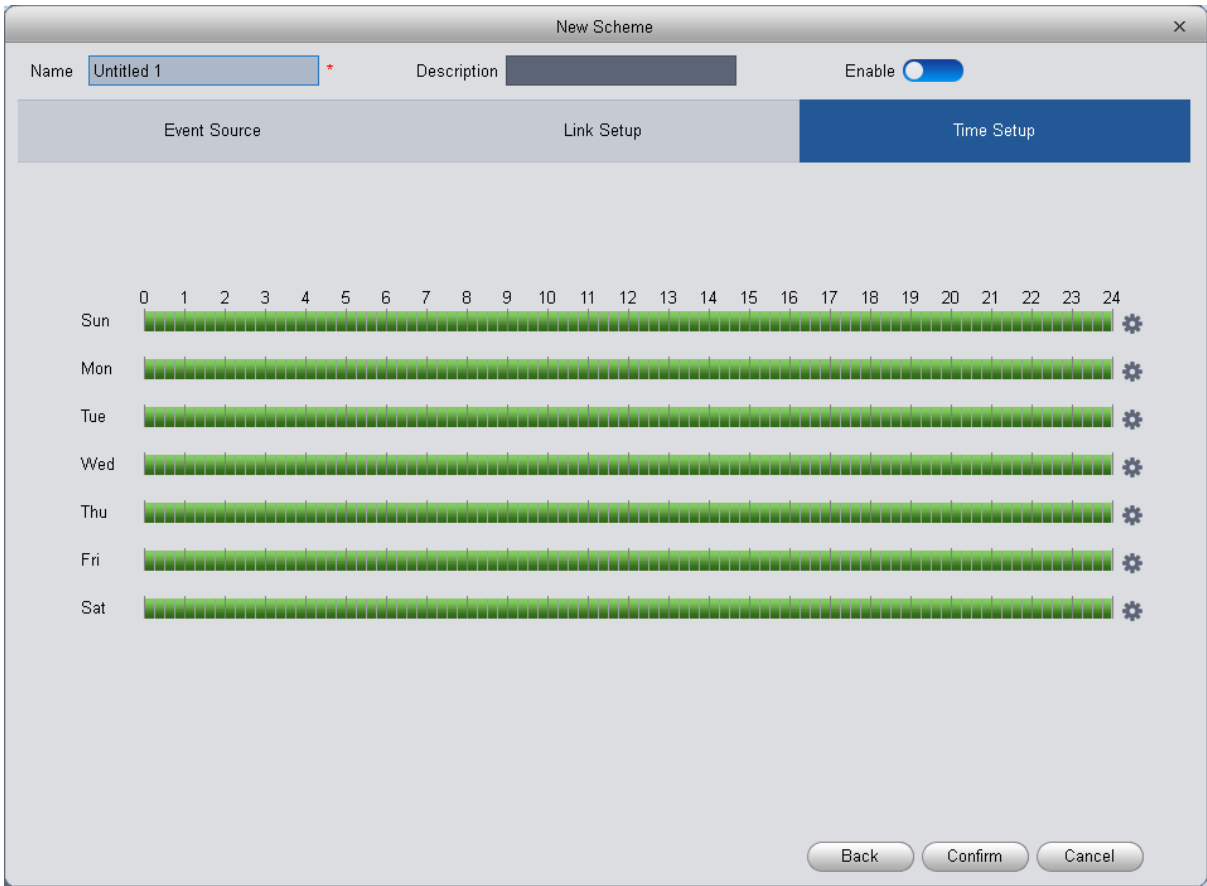 New Scheme
Name Untitled 1 * Description Enable
Event Source Link Setup Time Setup
0 1 2 3 4 5 6 7 8 9 10 11 12 13 14 15 16 17 18 19 20 21 22 23 24
Sun
Mon
Tue
Wed
Thu
Fri
Sat
Back Confirm Cancel